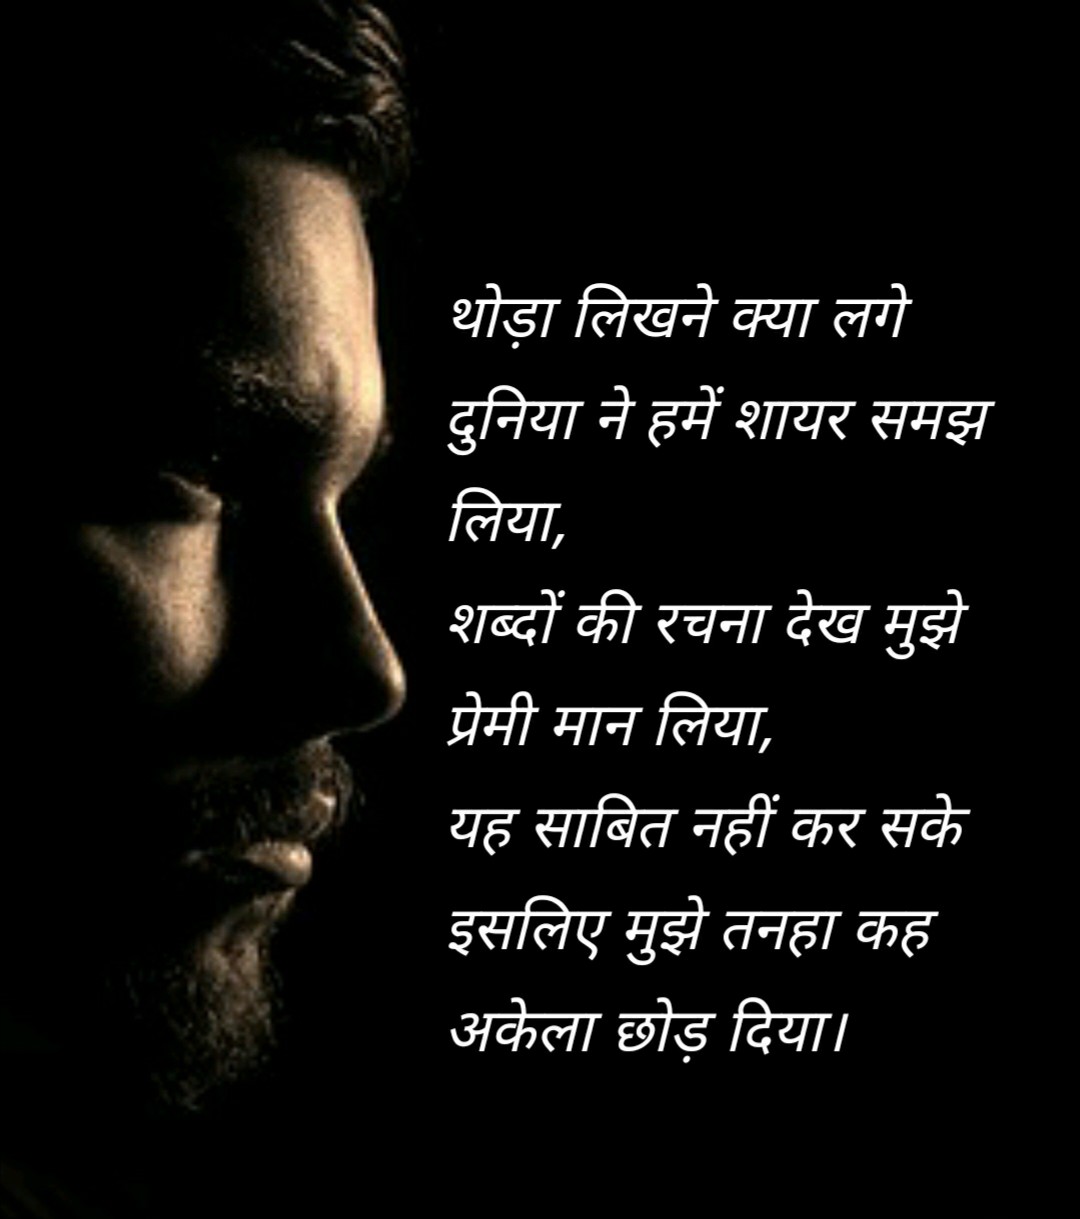 थोड़ा लिखने क्या लगे
दुनिया ने हमें शायर समझ
लिया,
शब्दों की रचना देख मुझे
प्रेमी मान लिया,
यह साबित नहीं कर सके
इसलिए मुझे तनहा कह
अकेला छोड़ दिया।